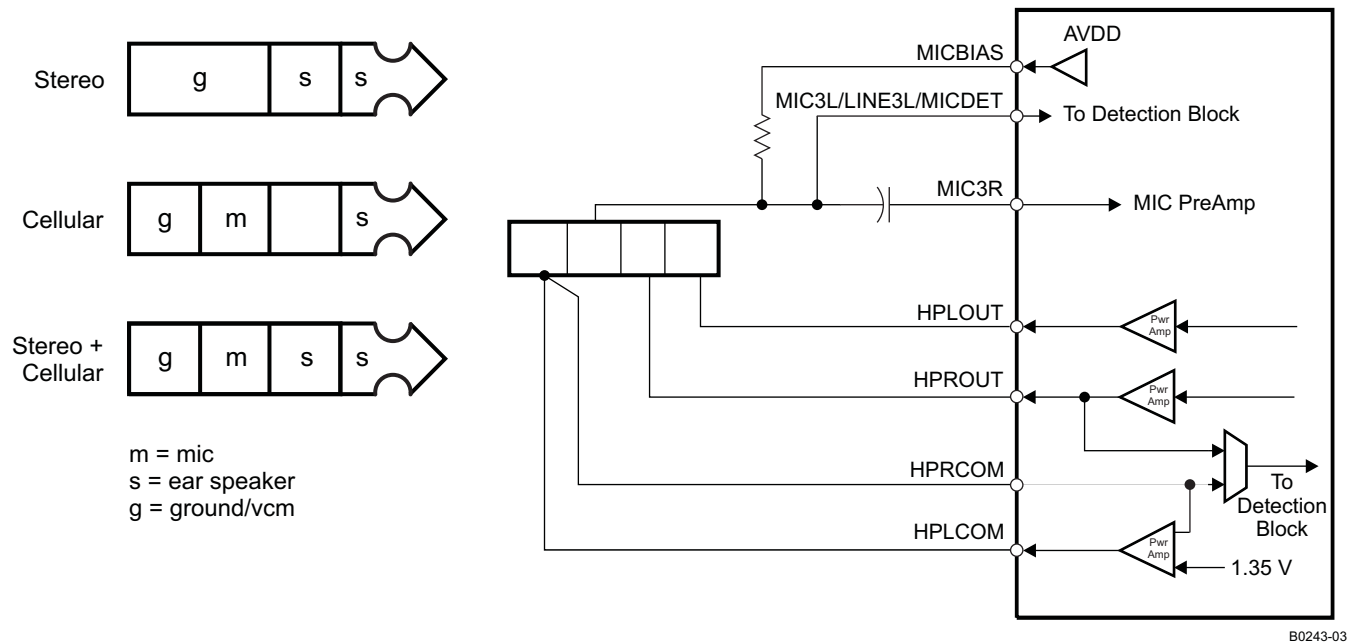 Stereo
g s s
Cellular
g m s
Stereo +
Cellular
g m s s
m = mic
s = ear speaker
g = ground/vcm
AVDD
MICBIAS
MIC3L/LINE3L/MICDET
To Detection Block
MIC3R
MIC PreAmp
HPLOUT
Pwr
Amp
HPROUT
Pwr
Amp
HPRCOM
To
Detection
Block
HPLCOM
Pwr
Amp
1.35 V
B0243-03